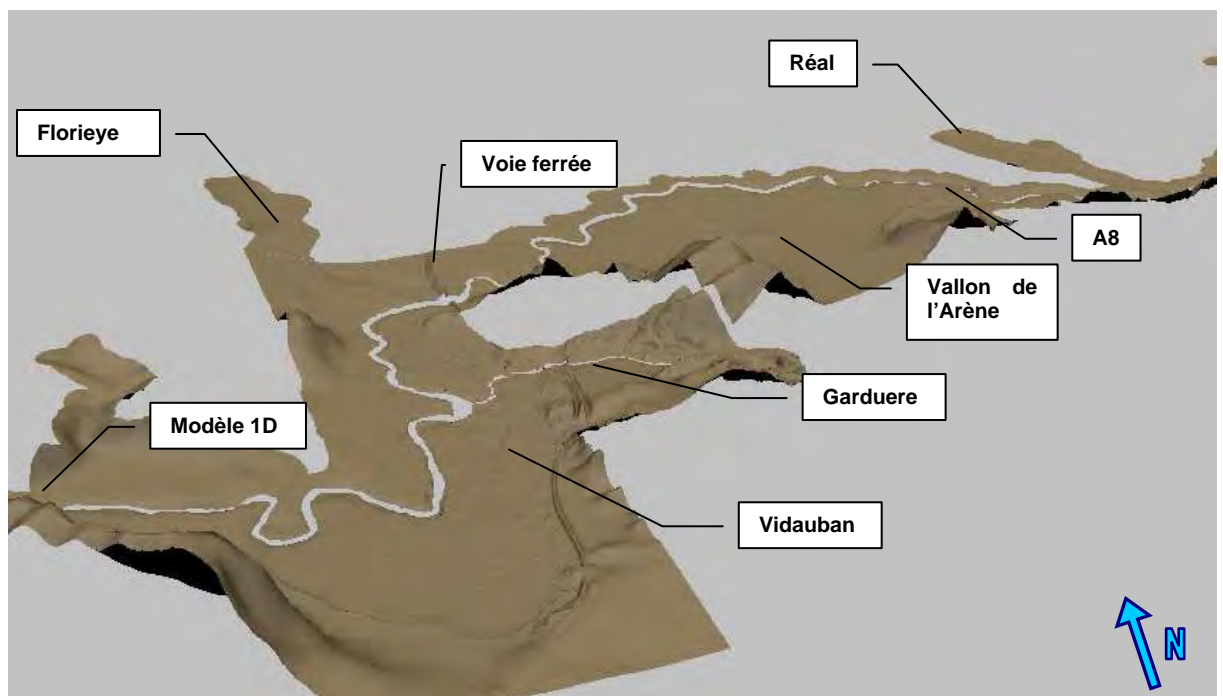 Réal
Florieye
Voie ferrée
A8
Vallon de
l'Arène
Garduere
Modèle 1D
Vidauban
N